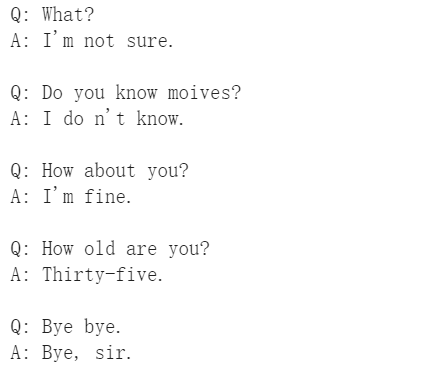 Q: What?
A: I'm not sure.
Q: Do you know moives?
A: I do n't know.
Q: How about you?
A: I'm fine.
Q: How old are you?
A: Thirty-five.
Q: Bye bye.
A: Bye, sir.